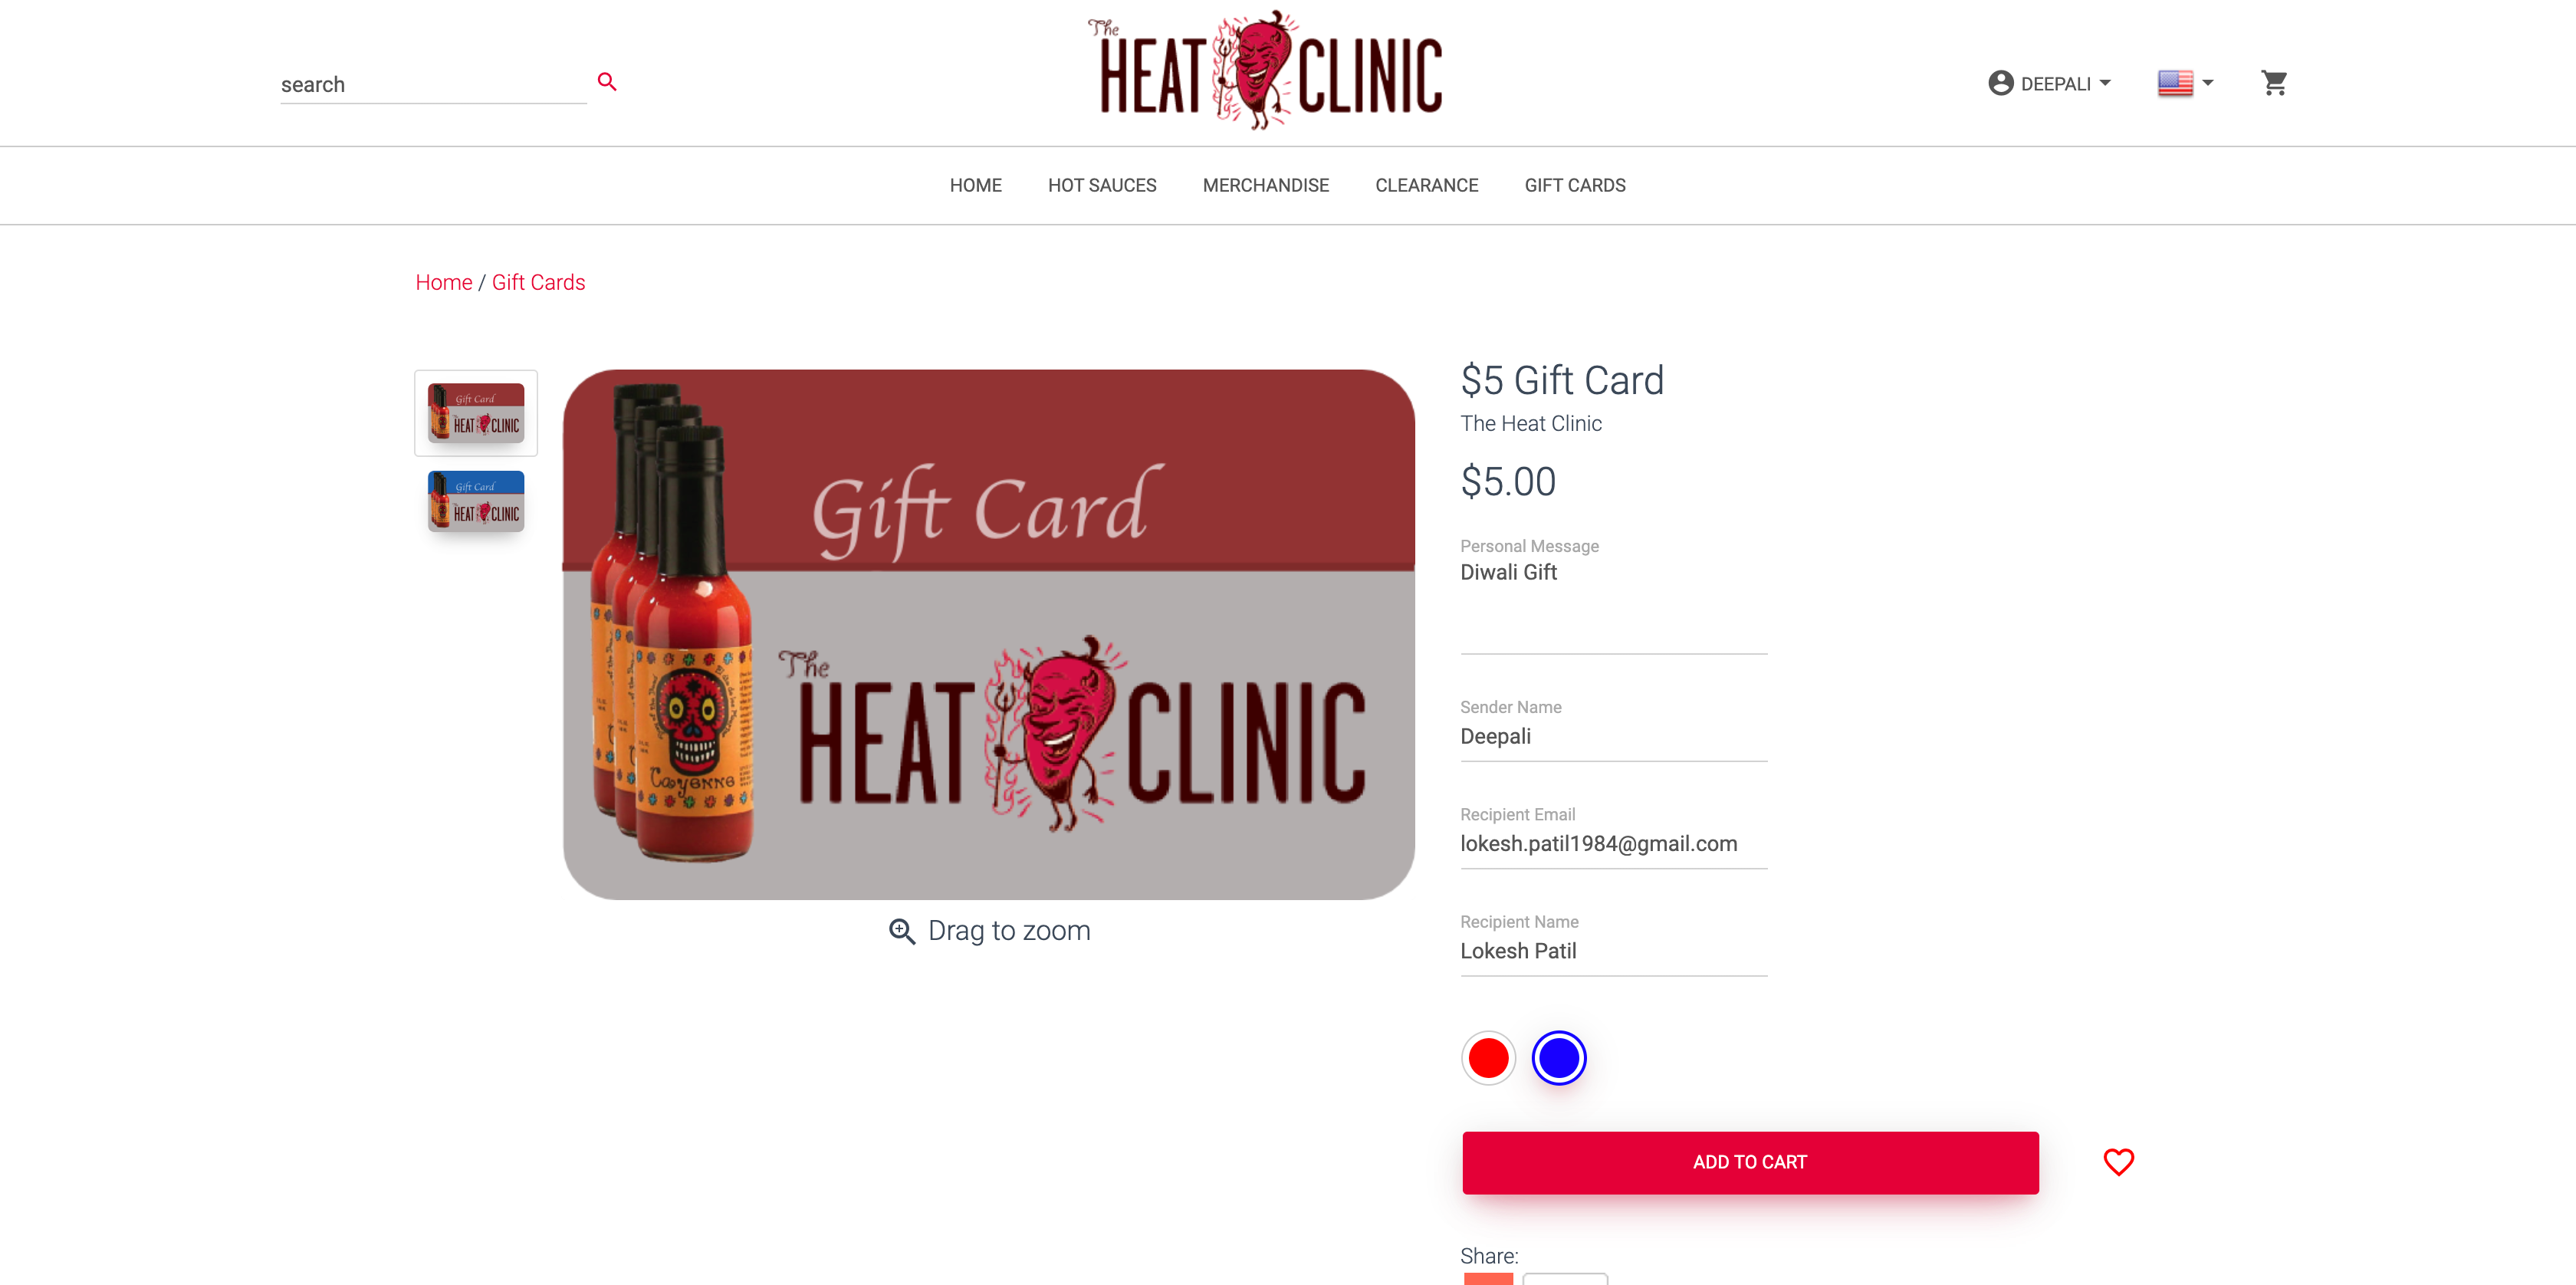 The
HEAT CLINIC
search
DEEPALI
HOME HOT SAUCES MERCHANDISE CLEARANCE GIFT CARDS
Home / Gift Cards
Gift Card
HEAT CLINIC
Gift Card
HEAT CLINIC
Gift Card
The
HEAT CLINIC
Cayenne
Drag to zoom
$5 Gift Card
The Heat Clinic
$5.00
Personal Message
Diwali Gift
Sender Name
Deepali
Recipient Email
lokesh.patil1984@gmail.com
Recipient Name
Lokesh Patil
ADD TO CART
Share: